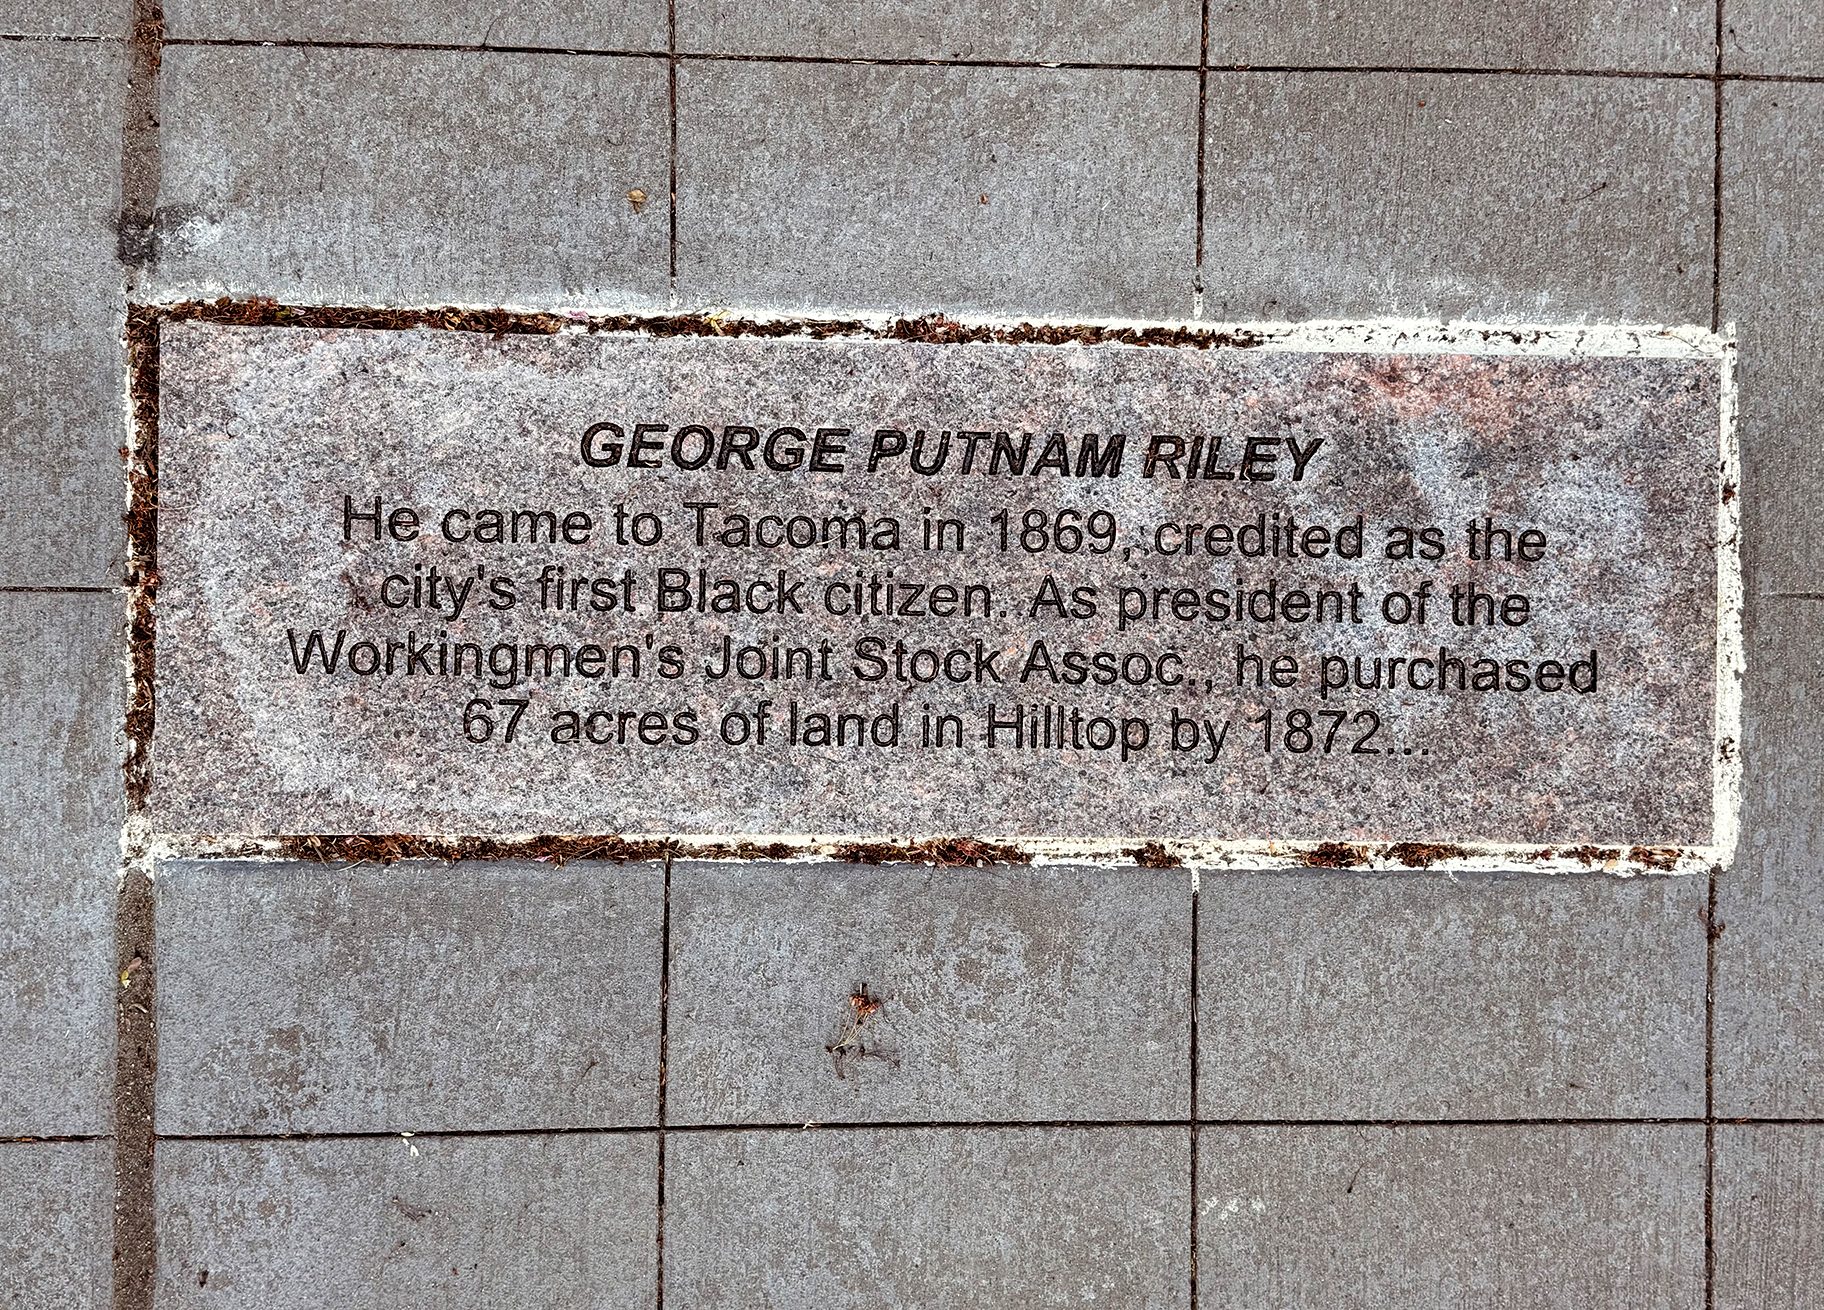 GEORGE PUTNAM RILEY
He came to Tacoma in 1869, credited as the
city's first Black citizen. As president of the
Workingmen's Joint Stock Assoc., he purchased
67 acres of land in Hilltop by 1872...